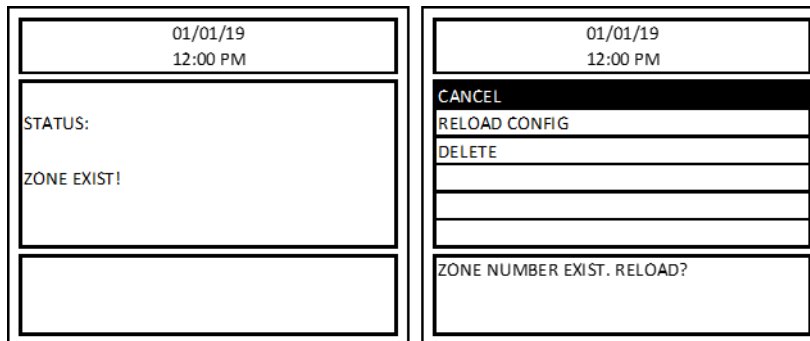 01/01/19
12:00 PM
STATUS:
ZONE EXIST!
01/01/19
12:00 PM
CANCEL
RELOAD CONFIG
DELETE
ZONE NUMBER EXIST. RELOAD?